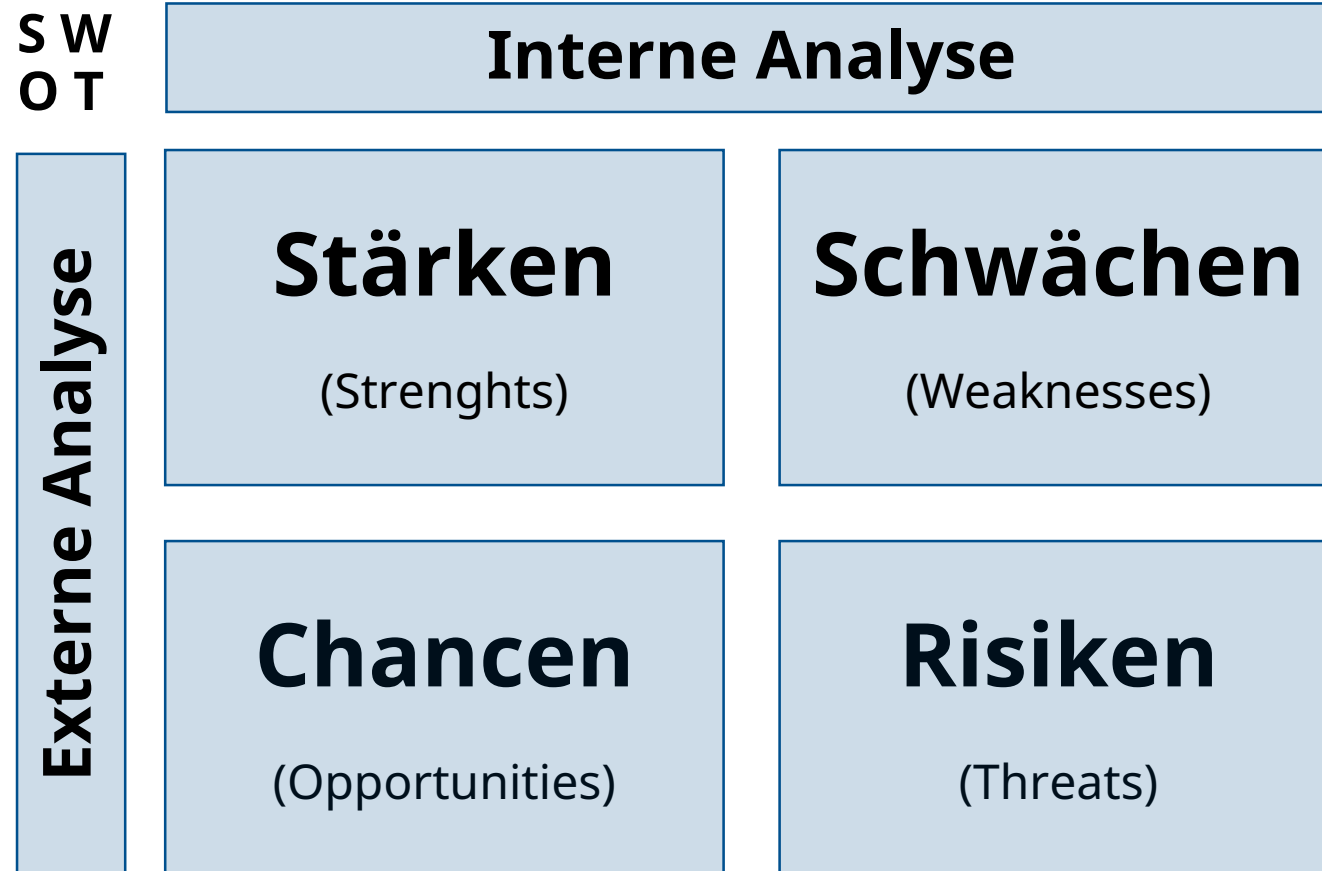 S W
O T
Interne Analyse
Externe Analyse
Stärken
(Strenghts)
Schwächen
(Weaknesses)
Chancen
(Opportunities)
Risiken
(Threats)